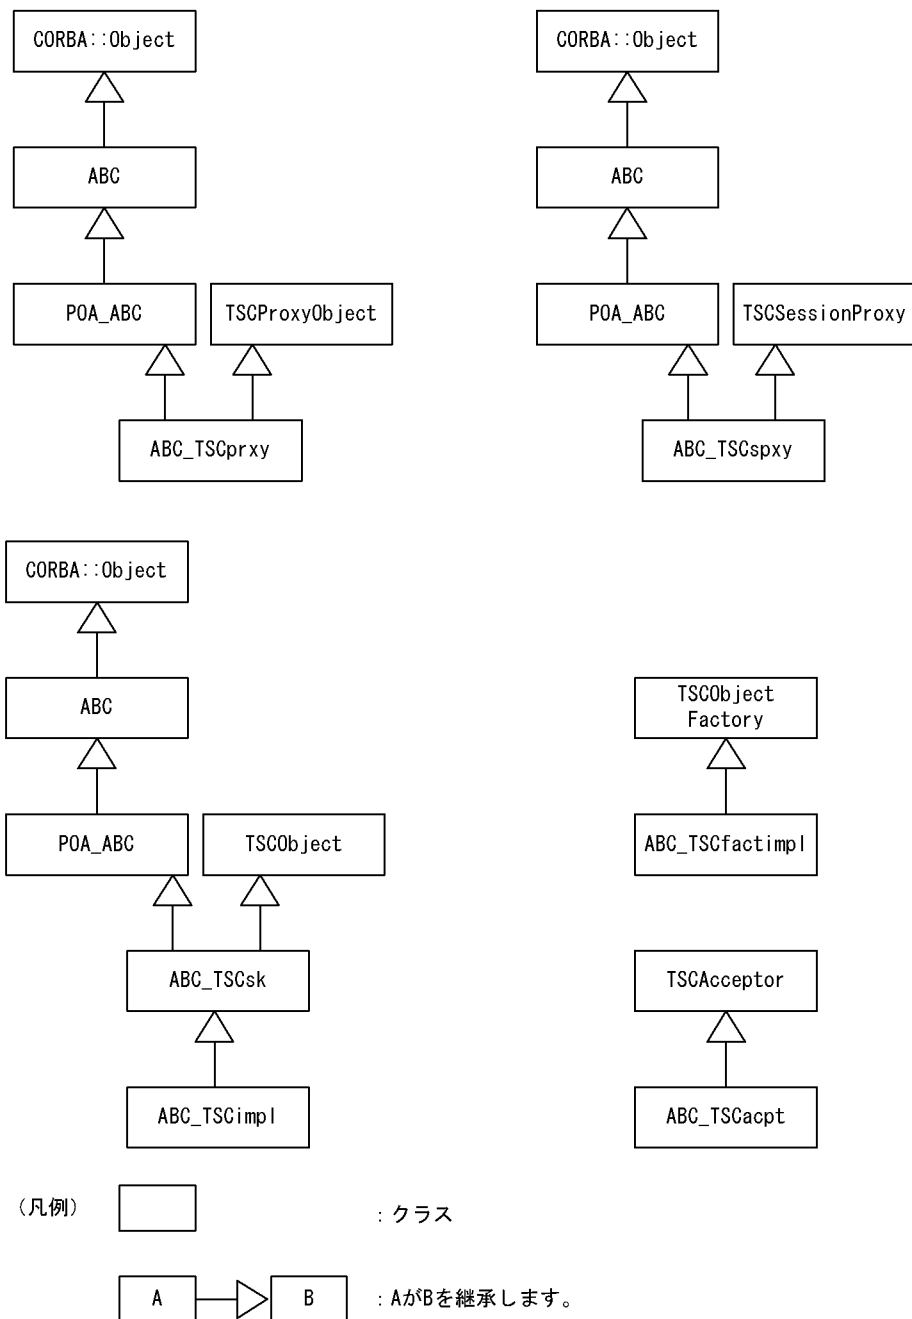 CORBA::Object
ABC
POA_ABC
TSCProxyObject
ABC_TSCprxy
CORBA::Object
ABC
POA_ABC
TSCSessionProxy
ABC_TSCspxy
CORBA::Object
ABC
POA_ABC
TSCObject
ABC_TSCsk
ABC_TSCimpl
TSCObject
Factory
ABC_TSCfactimpl
TSCAcceptor
ABC_TSCacpt
(凡例)
：クラス
A
B
：AがBを継承します。